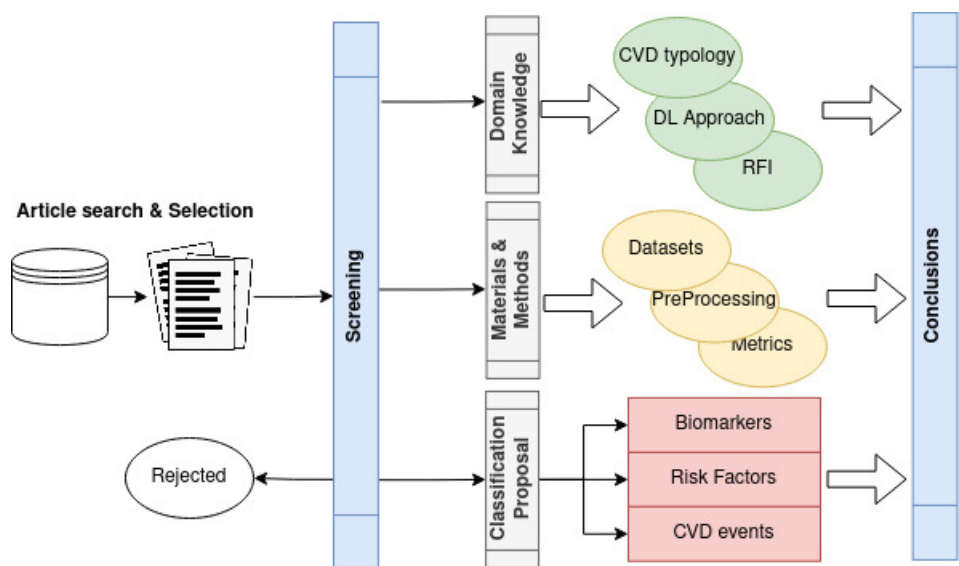 Article search & Selection
Rejected
Screening
Domain
Knowledge
CVD typology
DL Approach
RFI
Materials &
Methods
Datasets
PreProcessing
Metrics
Classification
Proposal
Biomarkers
Risk Factors
CVD events
Conclusions